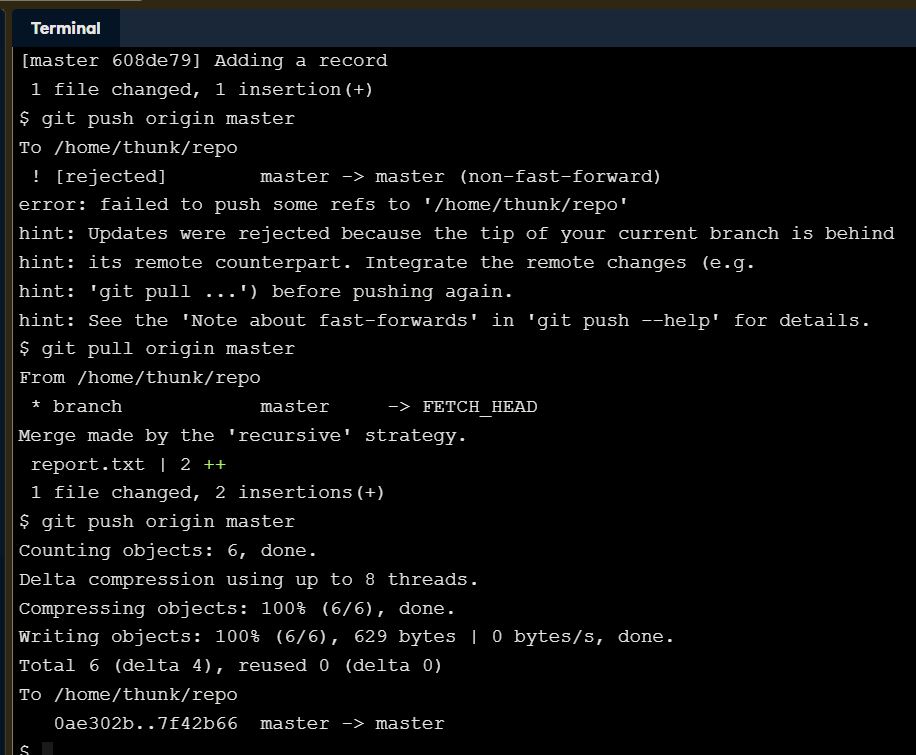 Terminal
[master 608de79] Adding a record
 1 file changed, 1 insertion(+)
$ git push origin master
To /home/thunk/repo
 ! [rejected]        master -> master (non-fast-forward)
error: failed to push some refs to '/home/thunk/repo'
hint: Updates were rejected because the tip of your current branch is behind
hint: its remote counterpart. Integrate the remote changes (e.g.
hint: 'git pull ...') before pushing again.
hint: See the 'Note about fast-forwards' in 'git push --help' for details.
$ git pull origin master
From /home/thunk/repo
 * branch            master     -> FETCH_HEAD
Merge made by the 'recursive' strategy.
 report.txt | 2 ++
 1 file changed, 2 insertions(+)
$ git push origin master
Counting objects: 6, done.
Delta compression using up to 8 threads.
Compressing objects: 100% (6/6), done.
Writing objects: 100% (6/6), 629 bytes | 0 bytes/s, done.
Total 6 (delta 4), reused 0 (delta 0)
To /home/thunk/repo
   0ae302b..7f42b66  master -> master
$